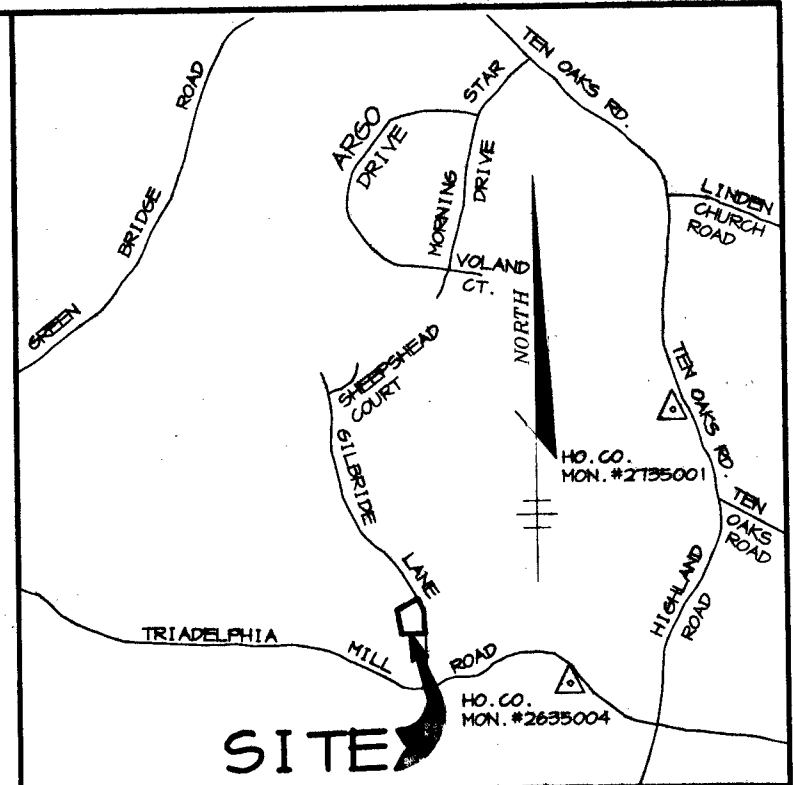 TEN OAKS RD.
STAR
ROAD
BRIDGE
GREEN
ARGO
DRIVE
MORNING
DRIVE
LINDEN
CHURCH
ROAD
VOLAND
CT.
NORTH
SHEEPSHEAD
COURT
TEN OAKS RD.
GILBRIDE
LANE
HO.CO.
MON.#2735001
TEN
OAKS
ROAD
HIGHLAND
ROAD
TRIADELPHIA
MILL
ROAD
HO.CO.
MON.#2635004
SITE